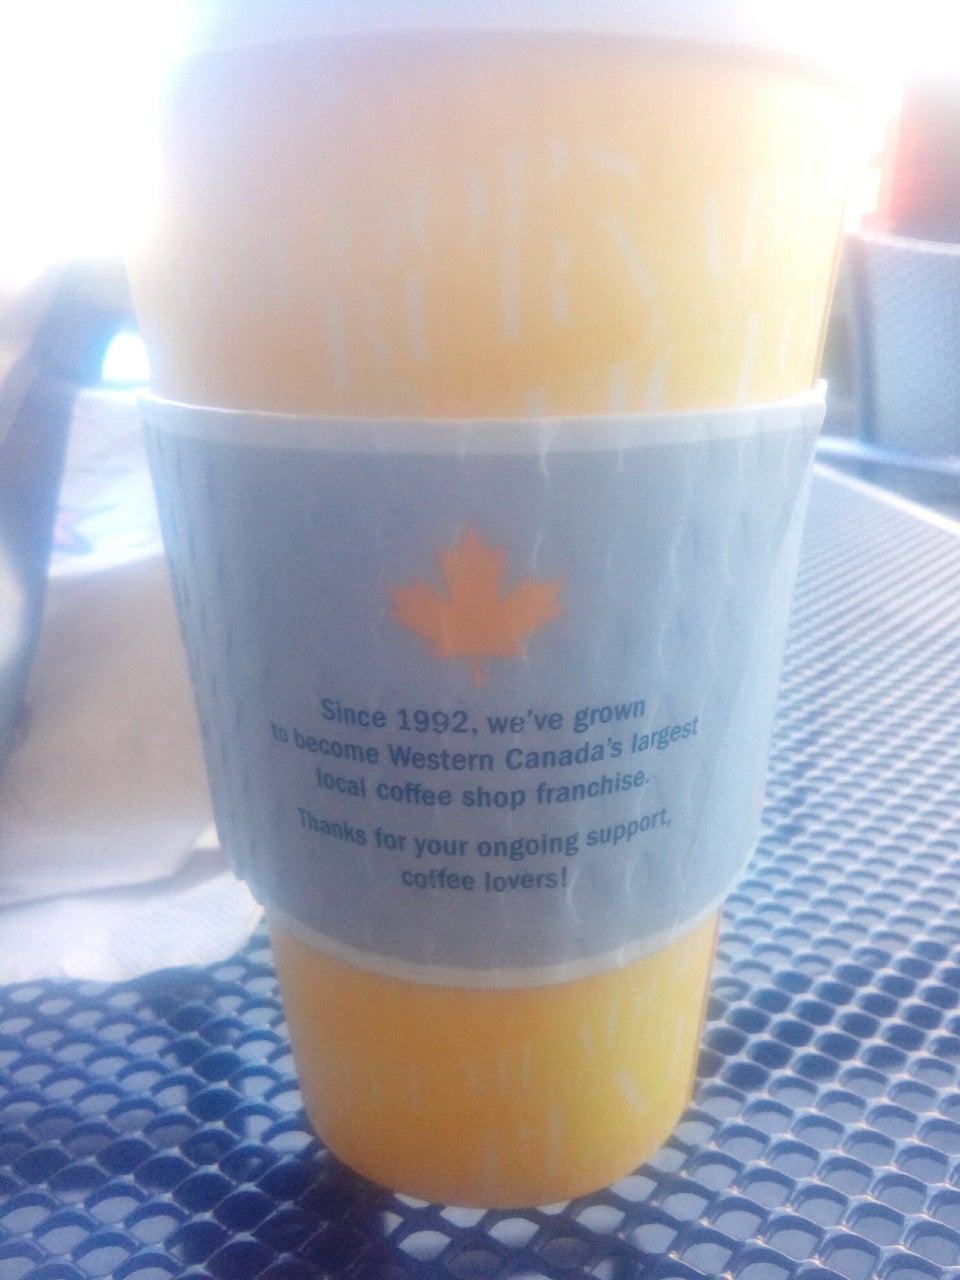 Since 1992, we've grown
to become Western Canada's largest
local coffee shop franchise.
Thanks for your ongoing support,
coffee lovers!